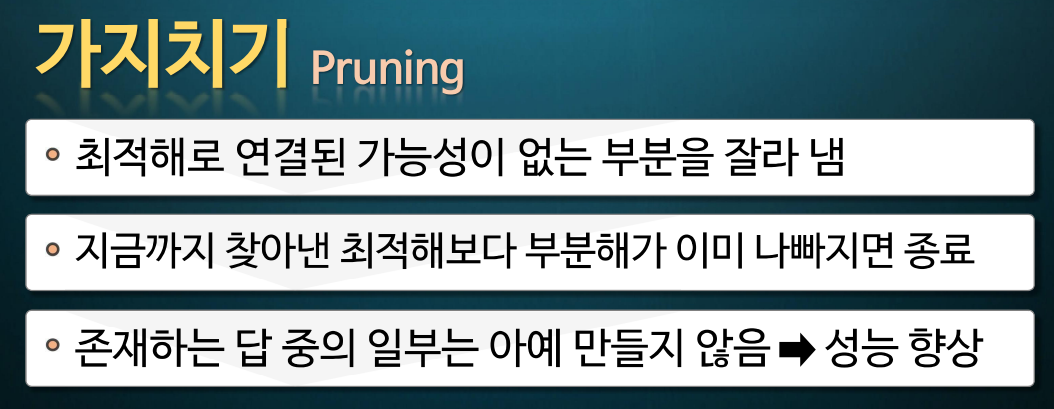 가지치기 Pruning
최적해로 연결된 가능성이 없는 부분을 잘라 냄
지금까지 찾아낸 최적해보다 부분해가 이미 나빠지면 종료
존재하는 답 중의 일부는 아예 만들지 않음 ➡ 성능 향상